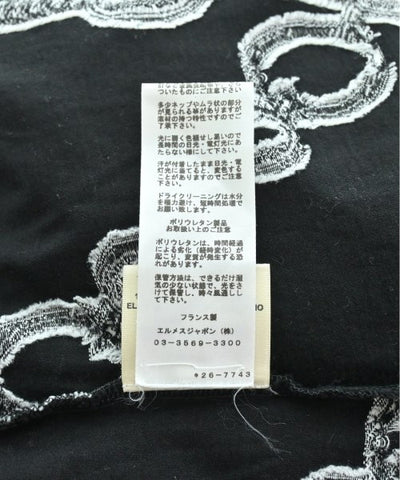 ついたものにご注意下さい
多少ネップやムラ状の部分
が見られる事がありますが
素材の持つ特性ですのでご
了承下さい。
光に弱く色褪せし易いので
長時間の日光・電灯光にあ
たらない様にして下さい。
汗が付着したまま日光・電
灯光に当てると、変色する
ことがありますのでご注意
下さい。
ドライクリーニングは水分
を極力避け、短時間処理で
お願い致します。
ポリウレタン製品
お取扱い上のご注意
ポリウレタンは、時間経過
による劣化（経時変化）が
起こり、変質が発生する恐
れがあります。
保管方法は、できるだけ湿
気の少ない状態で、光をさ
けて保管し、時々風通しし
て下さい。
フランス製
エルメスジャポン（株）
03-3569-3300
*26-7743
EL
NO